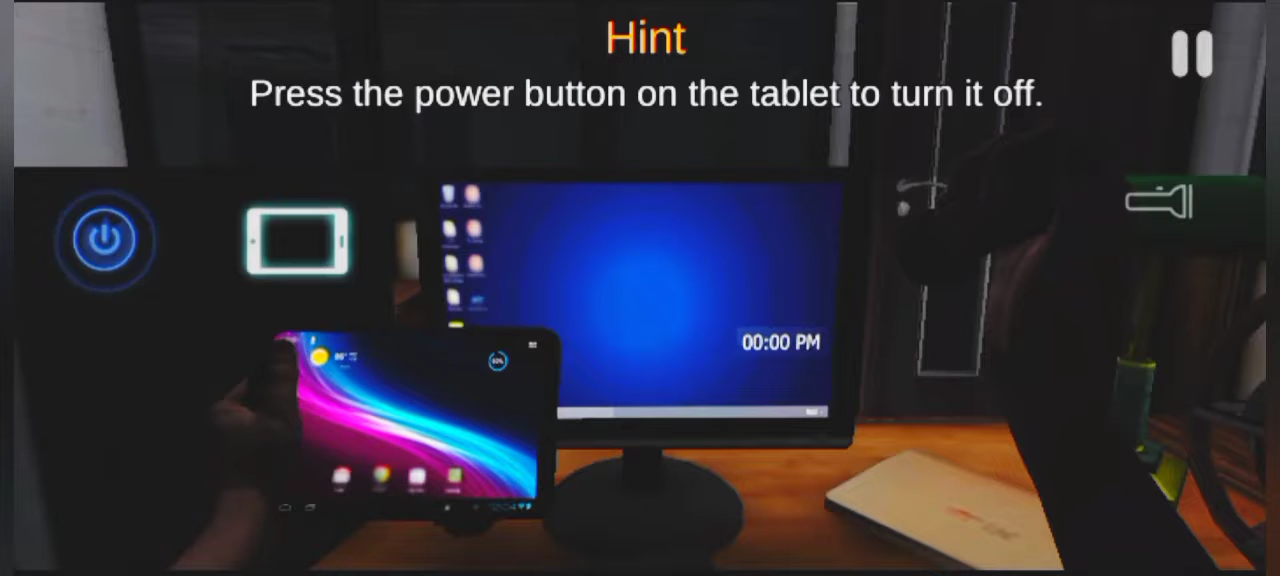 Hint
Press the power button on the tablet to turn it off.
00:00 PM